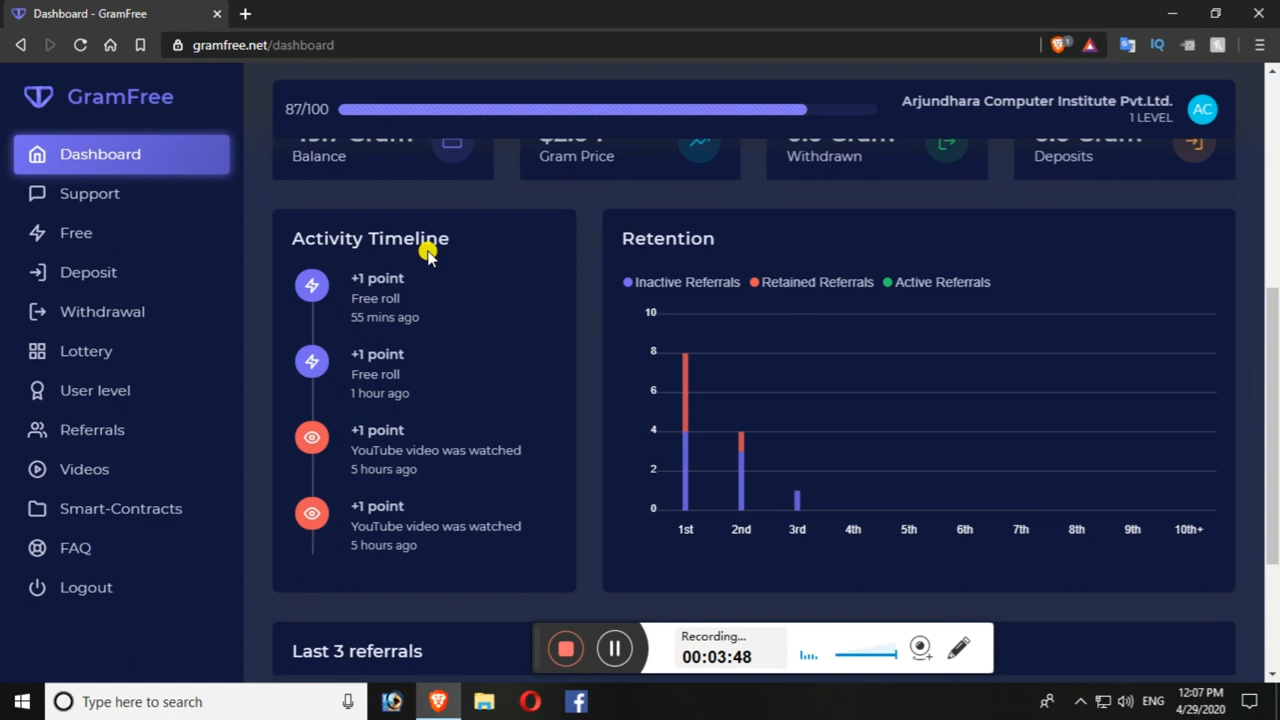 Dashboard - GramFree
gramfree.net/dashboard
GramFree
87/100
Arjundhara Computer Institute Pvt.Ltd.
1 LEVEL
AC
Dashboard
Support
Free
Deposit
Withdrawal
Lottery
User level
Referrals
Videos
Smart-Contracts
FAQ
Logout
Gram
Balance
Gram Price
Gram
Withdrawn
Gram
Deposits
Activity Timeline
+1 point
Free roll
55 mins ago
+1 point
Free roll
1 hour ago
+1 point
YouTube video was watched
5 hours ago
+1 point
YouTube video was watched
5 hours ago
Retention
Inactive Referrals Retained Referrals Active Referrals
10
8
6
4
2
0
1st 2nd 3rd 4th 5th 6th 7th 8th 9th 10th+
Last 3 referrals
Recording...
00:03:48
Type here to search
ENG
12:07 PM
4/29/2020